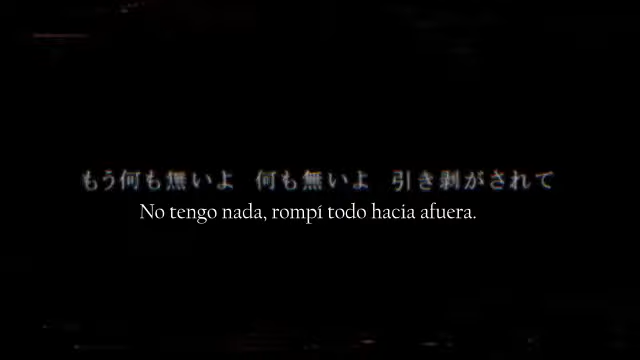 もう何も無いよ 何も無いよ 引き剥がされて
No tengo nada, rompí todo hacia afuera.